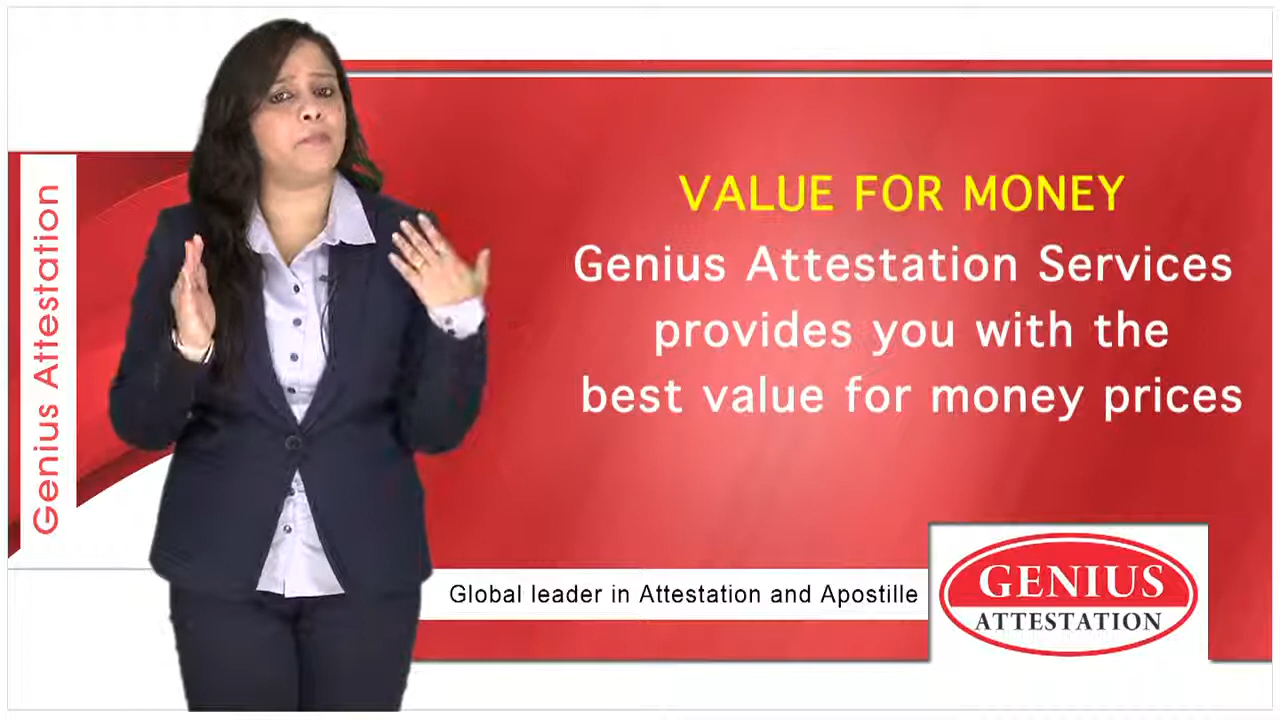 Genius Attestation
VALUE FOR MONEY
Genius Attestation Services
provides you with the
best value for money prices
Global leader in Attestation and Apostille
GENIUS
ATTESTATION